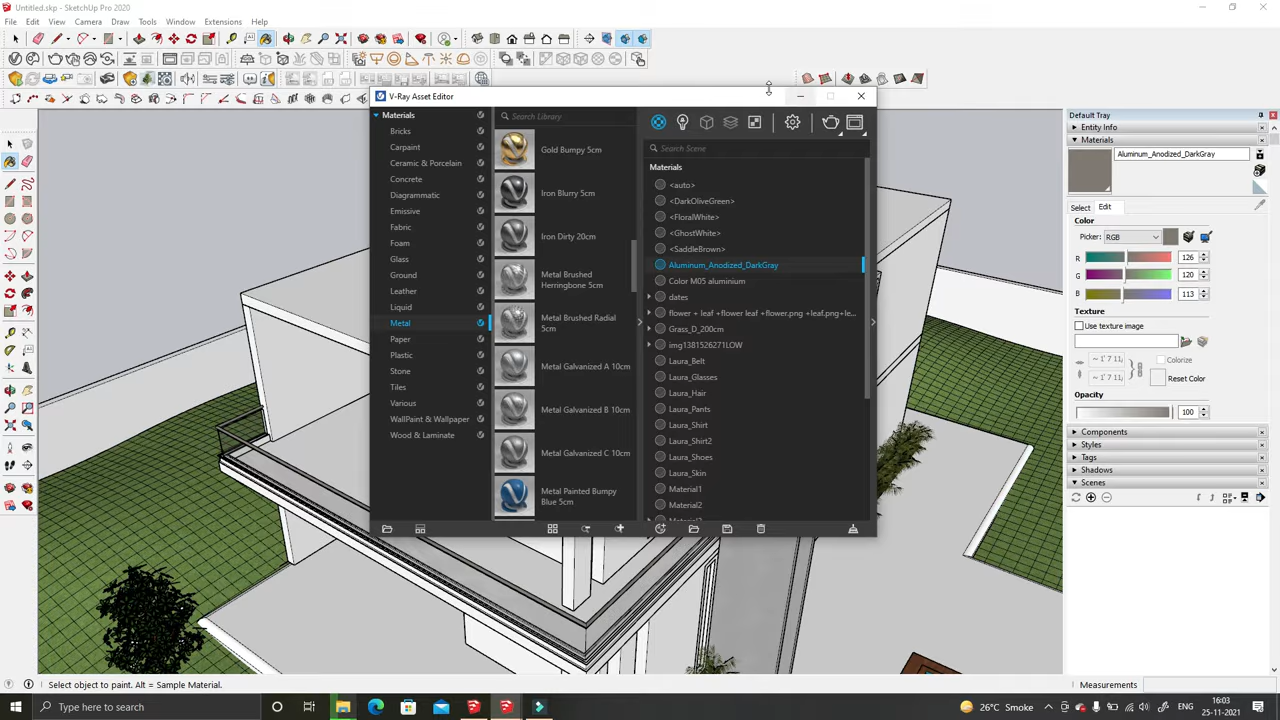 Untitled.skp - SketchUp Pro 2020
File Edit View Camera Draw Tools Window Extensions Help
V-Ray Asset Editor
Materials
Bricks
Carpaint
Ceramic & Porcelain
Concrete
Diagrammatic
Emissive
Fabric
Foam
Glass
Ground
Leather
Liquid
Metal
Paper
Plastic
Stone
Tiles
Various
WallPaint & Wallpaper
Wood & Laminate
Search Library
Gold Bumpy 5cm
Iron Blurry 5cm
Iron Dirty 20cm
Metal Brushed
Herringbone 5cm
Metal Brushed Radial
5cm
Metal Galvanized A 10cm
Metal Galvanized B 10cm
Metal Galvanized C 10cm
Metal Painted Bumpy
Blue 5cm
Search Scene
Materials
<auto>
<DarkOliveGreen>
<FloralWhite>
<GhostWhite>
<SaddleBrown>
Aluminum_Anodized_DarkGray
Color M05 aluminium
dates
flower + leaf +flower leaf +flower.png +leaf.png+le...
Grass_D_200cm
img1381526271LOW
Laura_Belt
Laura_Glasses
Laura_Hair
Laura_Pants
Laura_Shirt
Laura_Shirt2
Laura_Shoes
Laura_Skin
Material1
Material2
Default Tray
Entity Info
Materials
Aluminum_Anodized_DarkGray
Select Edit
Color
Picker: RGB
R 126
G 120
B 113
Texture
Use texture image
~ 1' 7 11/ Colorize
~ 1' 7 11/ Reset Color
Opacity
100
Components
Styles
Tags
Shadows
Scenes
Select object to paint. Alt = Sample Material.
Measurements
Type here to search
26°C Smoke
ENG
16:03
25-11-2021